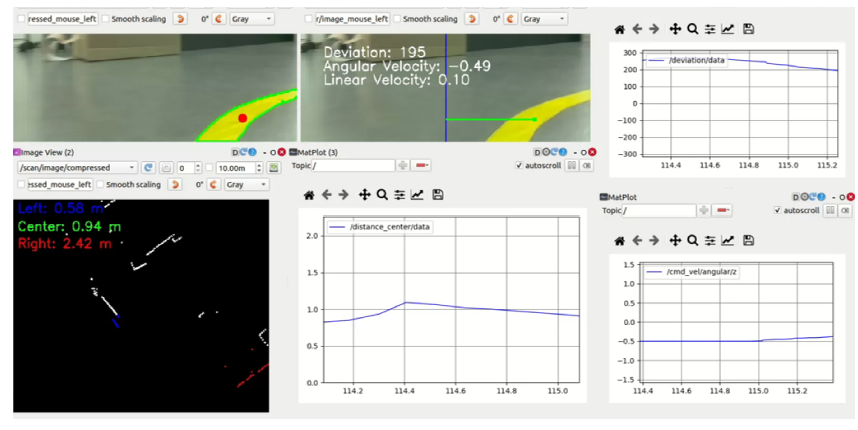 ressed_mouse_left Smooth scaling 0° Gray
r/image_mouse_left Smooth scaling 0° Gray
Deviation: 195
Angular Velocity: -0.49
Linear Velocity: 0.10
/deviation/data
300
200
100
0
-100
-200
-300
114.4 114.6 114.8 115.0 115.2
Image View (2)
D - O
/scan/image/compressed 0 10.00m
essed_mouse_left Smooth scaling 0° Gray
Left: 0.58 m
Center: 0.94 m
Right: 2.42 m
MatPlot (3)
D - O
Topic / autoscroll
/distance_center/data
2.0
1.5
1.0
0.5
0.0
114.2 114.4 114.6 114.8 115.0
MatPlot
D - O
Topic / autoscroll
/cmd_vel/angular/z
1.5
1.0
0.5
0.0
-0.5
-1.0
-1.5
114.4 114.6 114.8 115.0 115.2